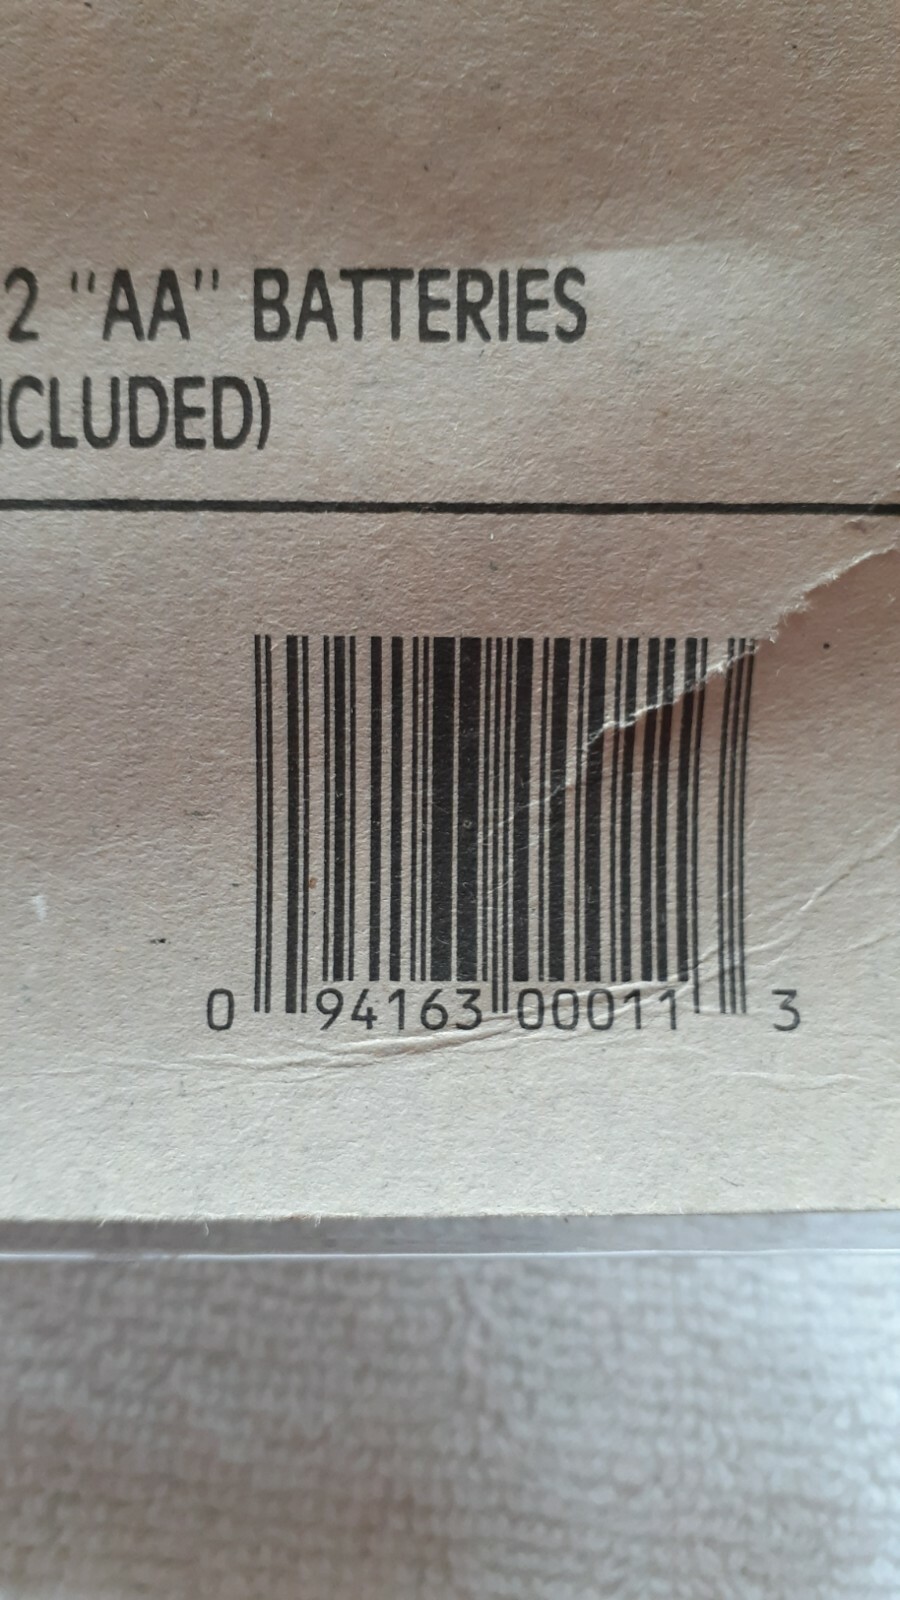 2 "AA" BATTERIES
CLUDED)
0 94163 00011 3